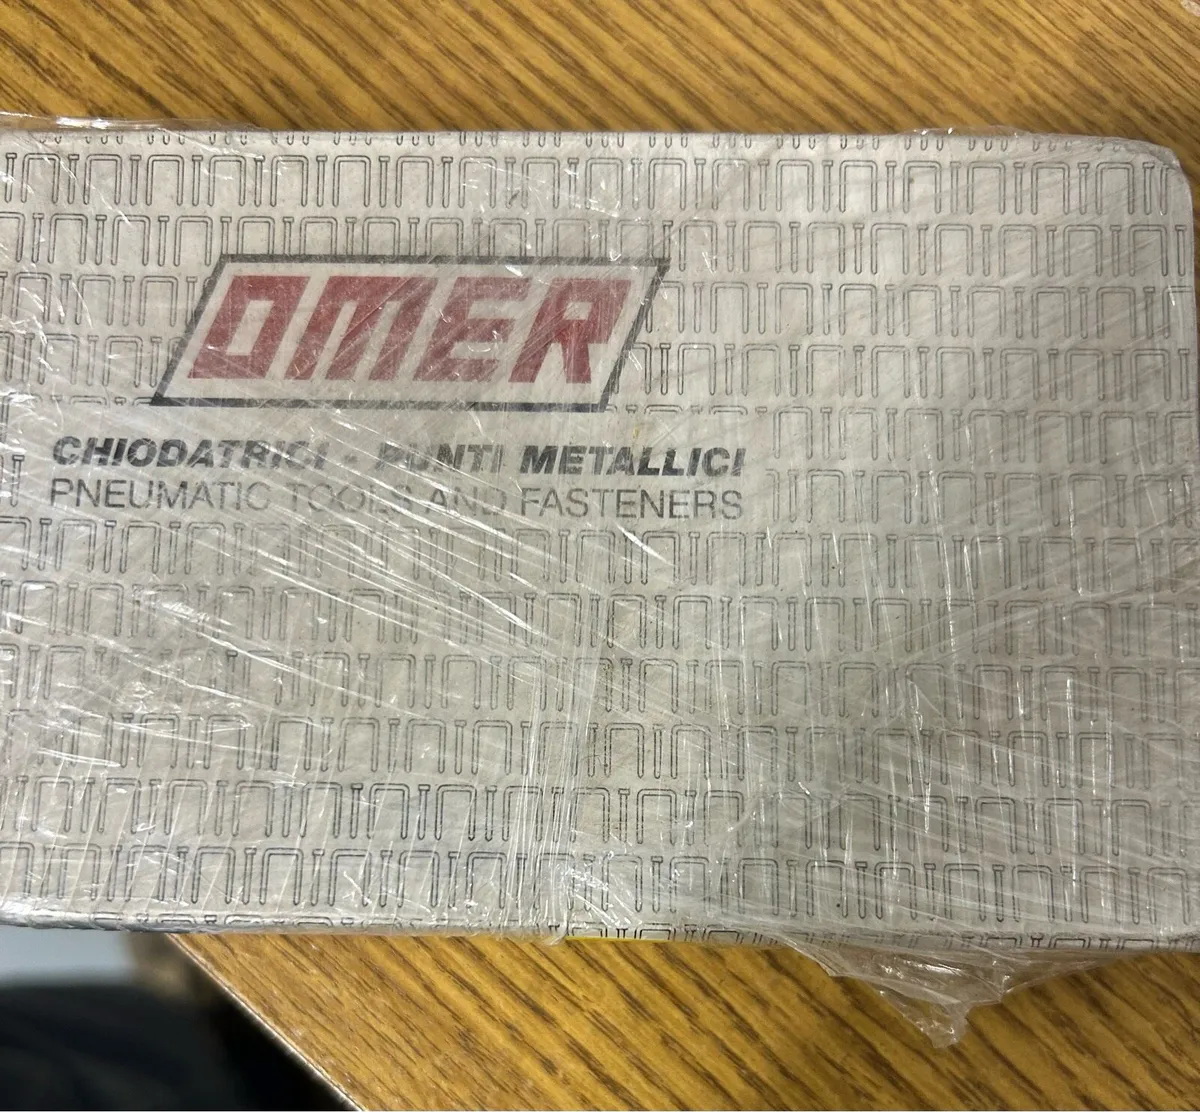 OMER
CHIODATRICI - PUNTI METALLICI
PNEUMATIC TOOLS AND FASTENERS